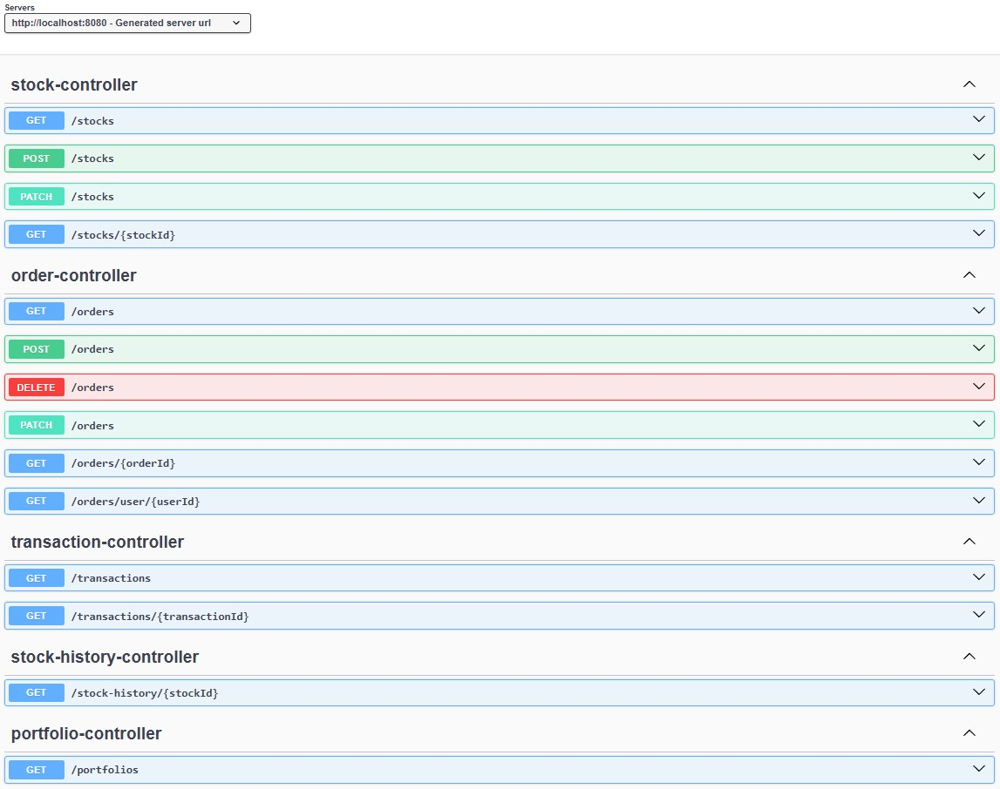 Servers
http://localhost:8080 - Generated server url
stock-controller
GET /stocks
POST /stocks
PATCH /stocks
GET /stocks/{stockId}
order-controller
GET /orders
POST /orders
DELETE /orders
PATCH /orders
GET /orders/{orderId}
GET /orders/user/{userId}
transaction-controller
GET /transactions
GET /transactions/{transactionId}
stock-history-controller
GET /stock-history/{stockId}
portfolio-controller
GET /portfolios